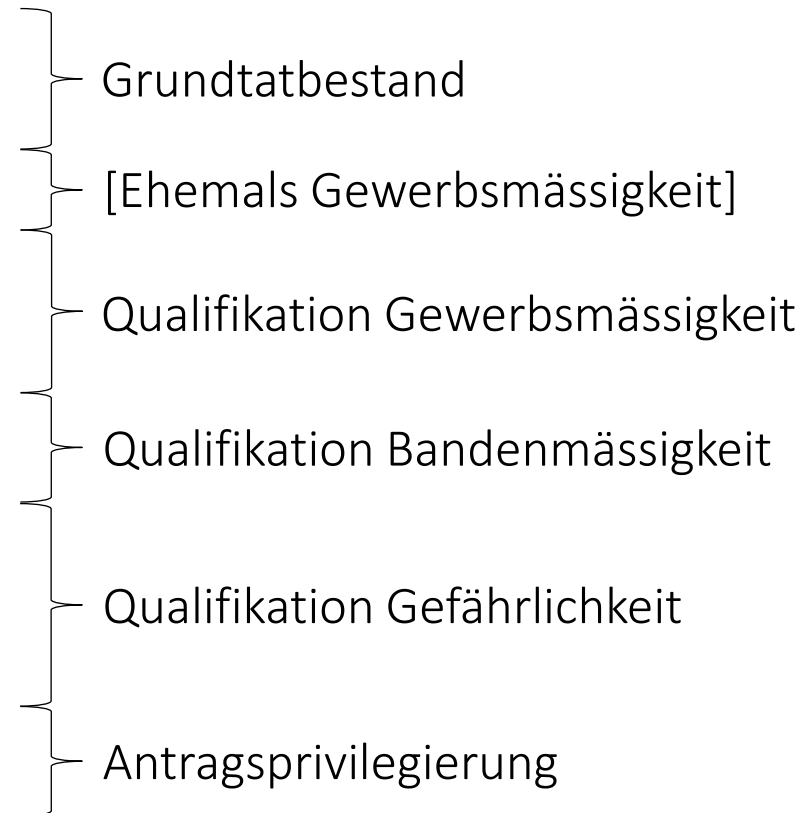 Grundtatbestand
[Ehemals Gewerbsmässigkeit]
Qualifikation Gewerbsmässigkeit
Qualifikation Bandenmässigkeit
Qualifikation Gefährlichkeit
Antragsprivilegierung